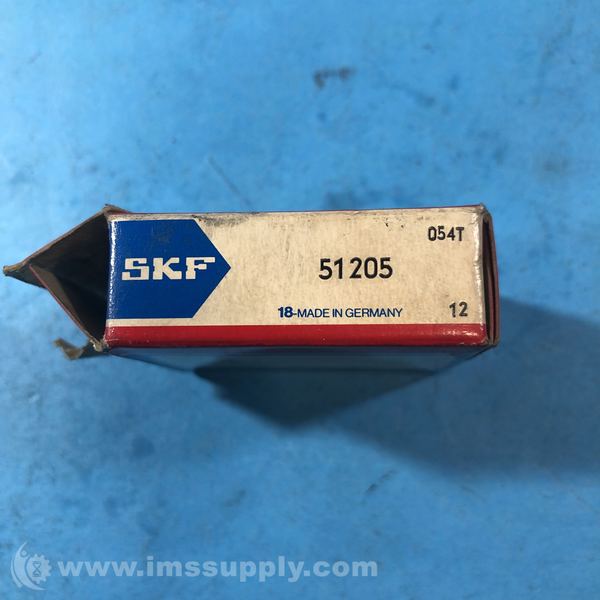 054T
SKF
51205
18-MADE IN GERMANY
12
www.imssupply.com